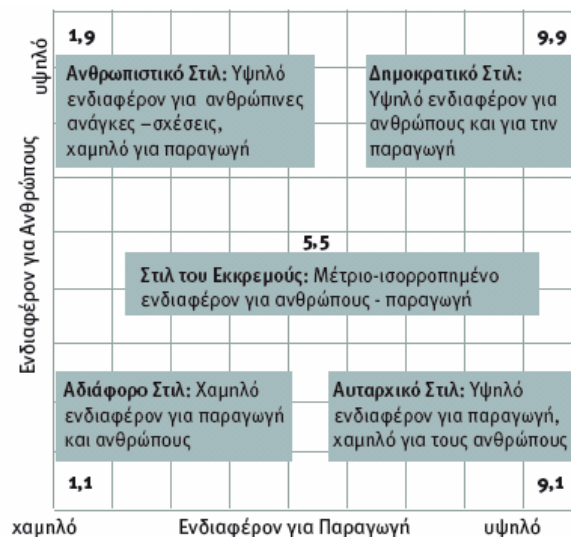 1,9
9,9
υψηλό
Ανθρωπιστικό Στιλ: Υψηλό
ενδιαφέρον για ανθρώπινες
ανάγκες –σχέσεις,
χαμηλό για παραγωγή
Δημοκρατικό Στιλ:
Υψηλό ενδιαφέρον για
ανθρώπους και για την
παραγωγή
Ενδιαφέρον για Ανθρώπους
5,5
Στιλ του Εκκρεμούς: Μέτριο-ισορροπημένο
ενδιαφέρον για ανθρώπους - παραγωγή
Αδιάφορο Στιλ: Χαμηλό
ενδιαφέρον για παραγωγή
και ανθρώπους
Αυταρχικό Στιλ: Υψηλό
ενδιαφέρον για παραγωγή,
χαμηλό για τους ανθρώπους
1,1
9,1
χαμηλό
Ενδιαφέρον για Παραγωγή
υψηλό